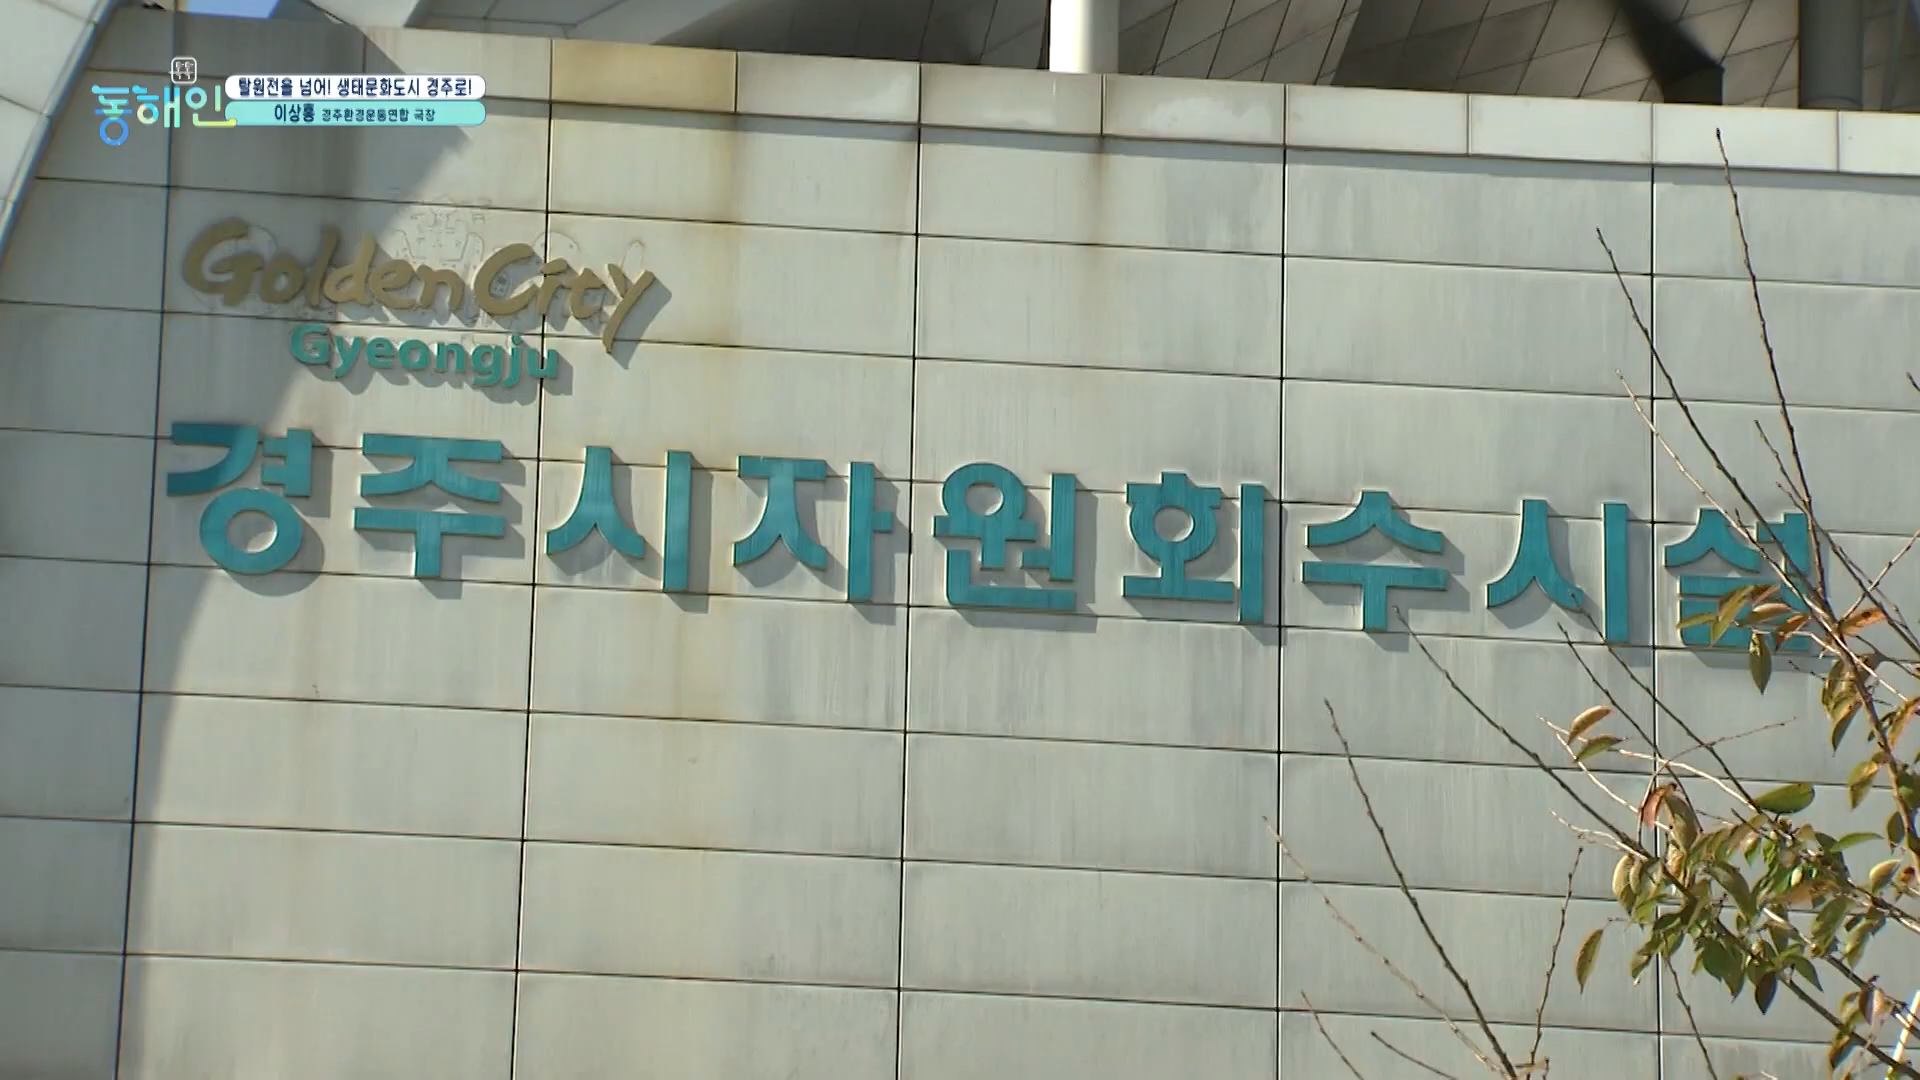 톡톡
동해인
탈원전을 넘어! 생태문화도시 경주로!
이상홍 경주환경운동연합 국장
Golden City
Gyeongju
경주시자원회수시설